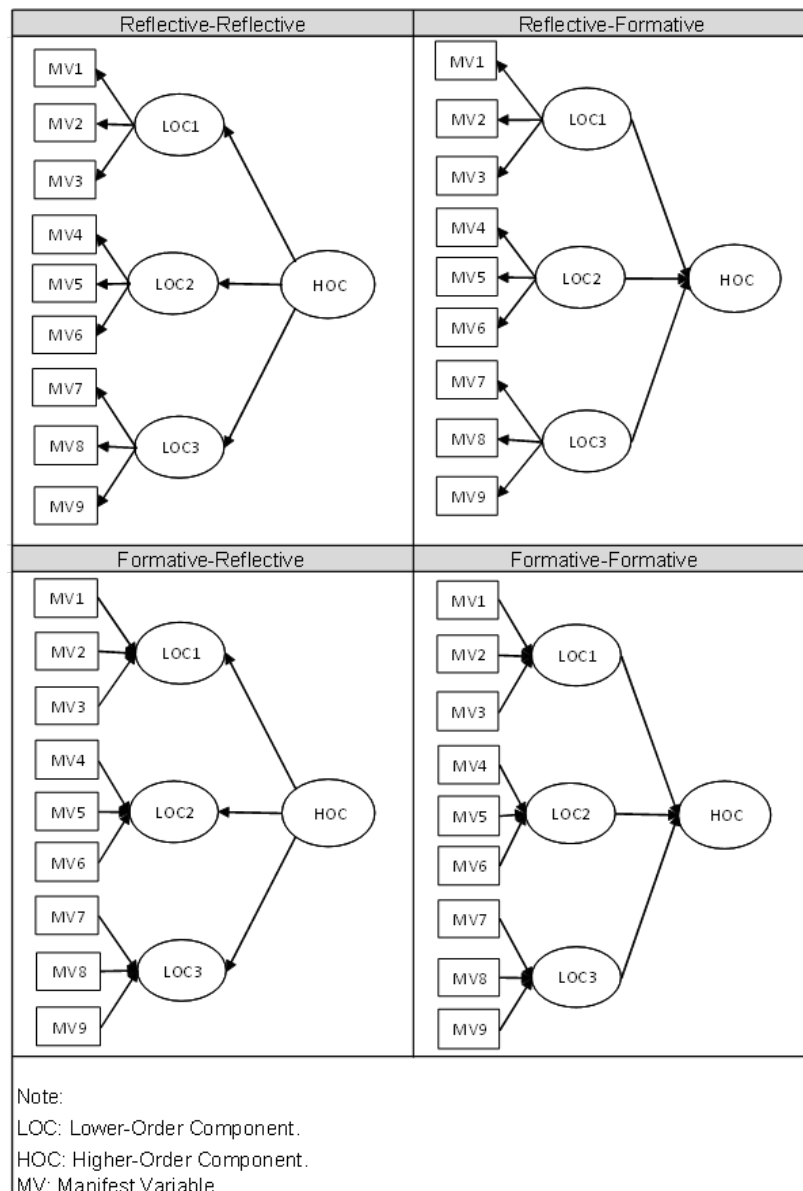 Reflective-Reflective
MV1
MV2
MV3
MV4
MV5
MV6
MV7
MV8
MV9
LOC1
LOC2
LOC3
HOC
Reflective-Formative
MV1
MV2
MV3
MV4
MV5
MV6
MV7
MV8
MV9
LOC1
LOC2
LOC3
HOC
Formative-Reflective
MV1
MV2
MV3
MV4
MV5
MV6
MV7
MV8
MV9
LOC1
LOC2
LOC3
HOC
Formative-Formative
MV1
MV2
MV3
MV4
MV5
MV6
MV7
MV8
MV9
LOC1
LOC2
LOC3
HOC
Note:
LOC: Lower-Order Component.
HOC: Higher-Order Component.
MV: Manifest Variable